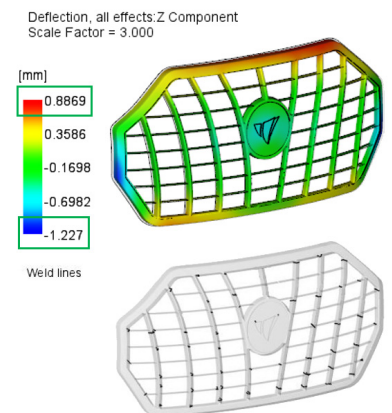 Deflection, all effects:Z Component
Scale Factor = 3.000
[mm]
0.8869
0.3586
-0.1698
-0.6982
-1.227
Weld lines